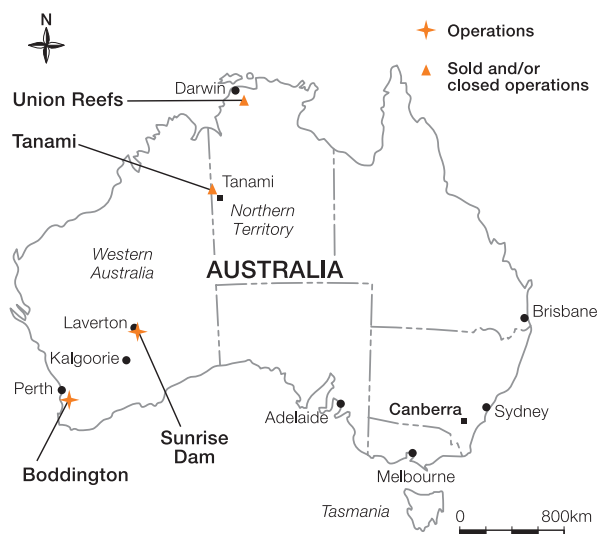 N
Operations
Sold and/or
closed operations
Darwin
Union Reefs
Tanami
Tanami
Northern
Territory
Western
Australia
AUSTRALIA
Laverton
Brisbane
Kalgoorie
Perth
Adelaide
Canberra
Sydney
Sunrise
Dam
Boddington
Melbourne
Tasmania
0
800km